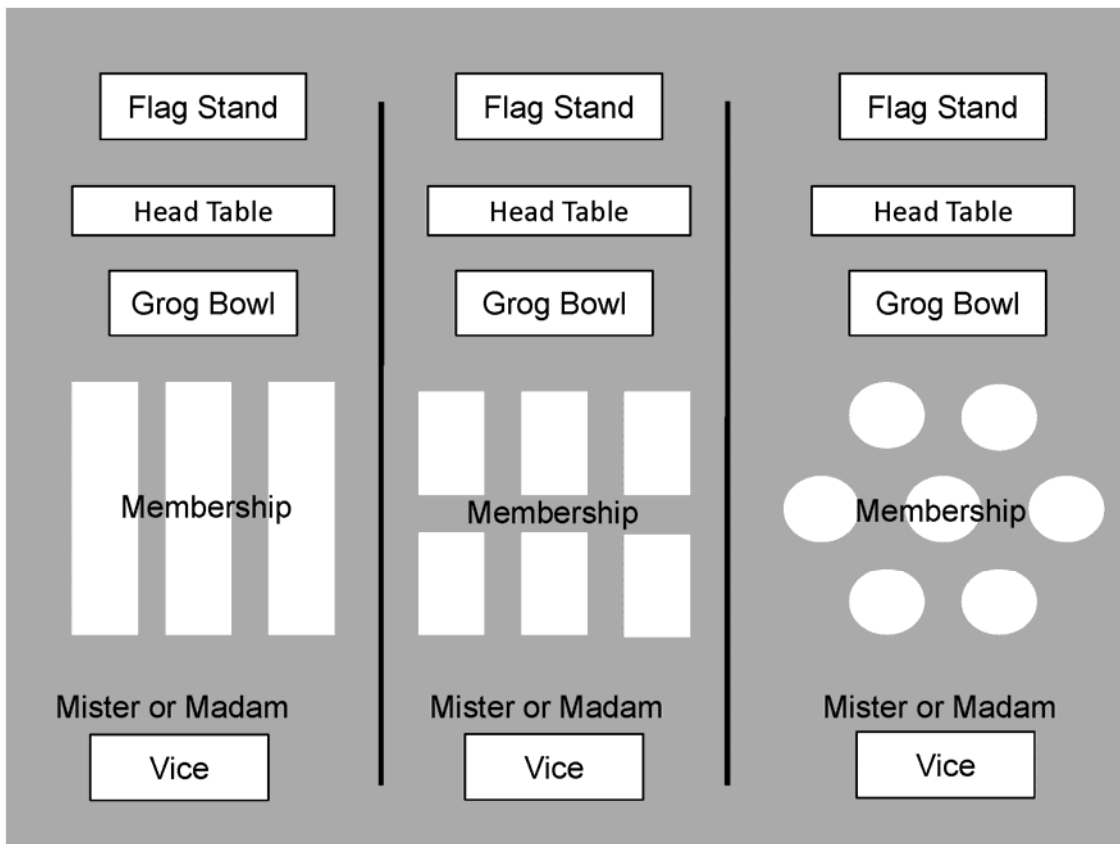 Flag Stand
Head Table
Grog Bowl
Membership
Mister or Madam
Vice
Flag Stand
Head Table
Grog Bowl
Membership
Mister or Madam
Vice
Flag Stand
Head Table
Grog Bowl
Membership
Mister or Madam
Vice